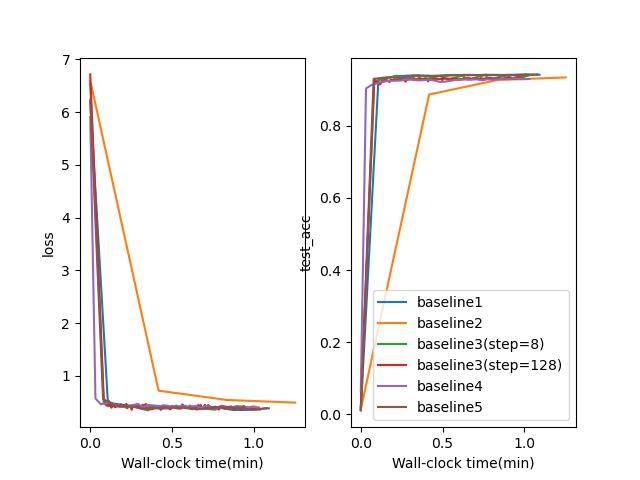 7
6
5
4
3
2
1
loss
0.0 0.5 1.0
Wall-clock time(min)
0.8
0.6
0.4
0.2
0.0
test_acc
baseline1
baseline2
baseline3(step=8)
baseline3(step=128)
baseline4
baseline5
0.0 0.5 1.0
Wall-clock time(min)